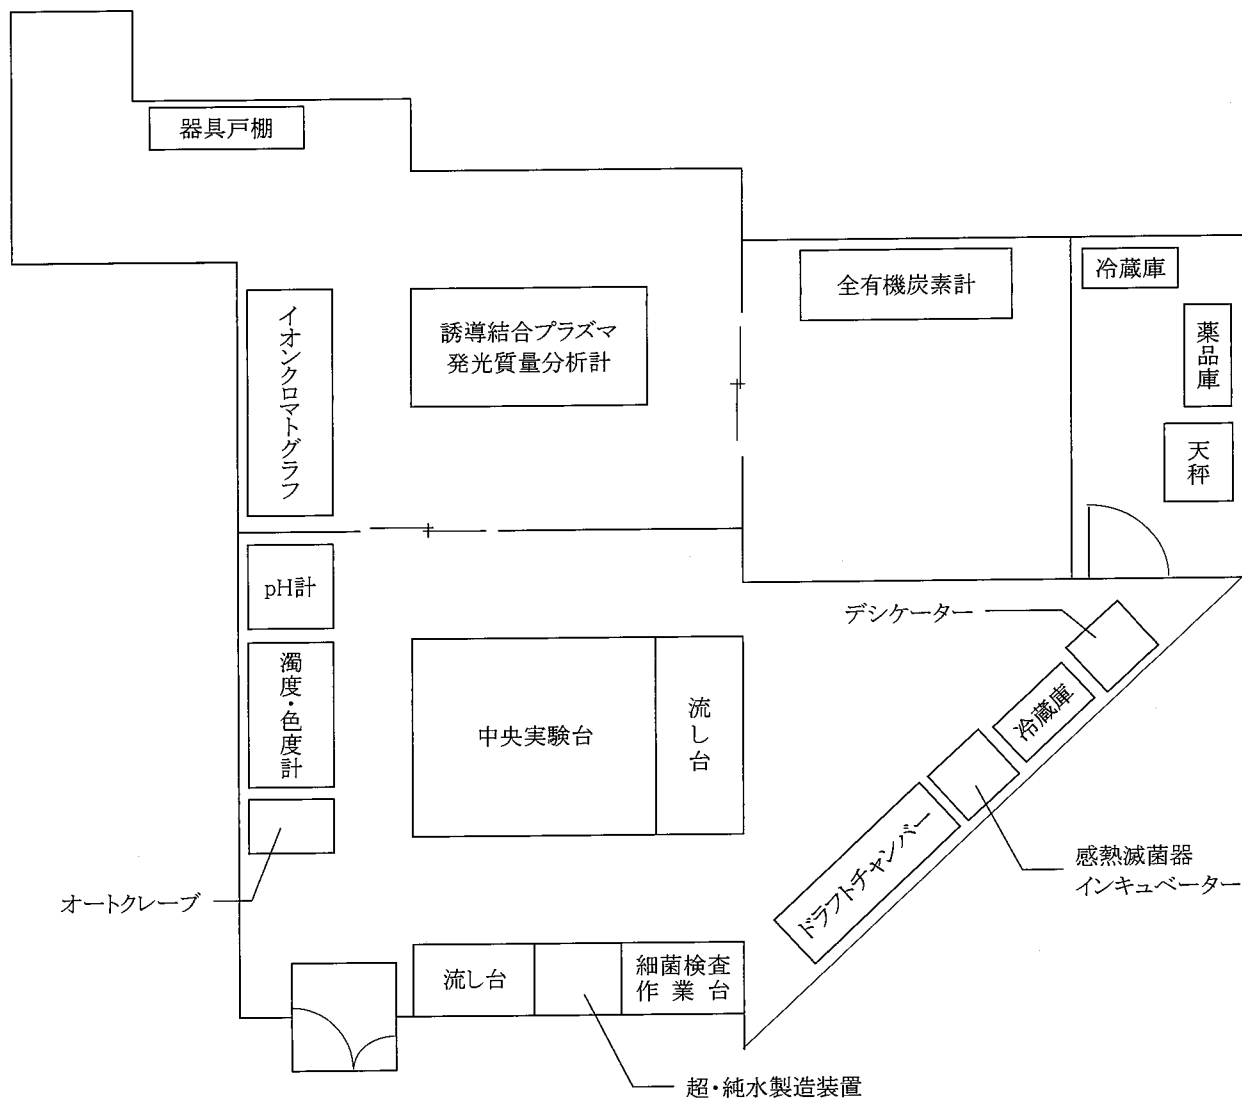 器具戸棚
イオンクロマトグラフ
誘導結合プラズマ
発光質量分析計
全有機炭素計
冷蔵庫
薬品庫
天秤
pH計
濁度・色度計
オートクレーブ
中央実験台
流し台
デシケーター
冷蔵庫
感熱滅菌器
インキュベーター
ドラフトチャンバー
流し台
細菌検査
作業台
超・純水製造装置